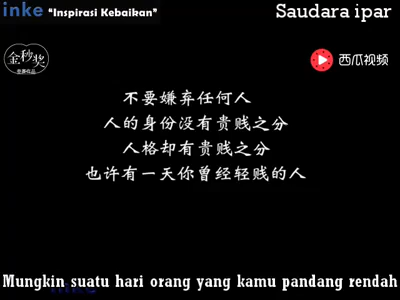 inke "Inspirasi Kebaikan"
Saudara ipar
金秒奖
西瓜视频
不要嫌弃任何人
人的身份没有贵贱之分
人格却有贵贱之分
也许有一天你曾经轻贱的人
inke
Mungkin suatu hari orang yang kamu pandang rendah